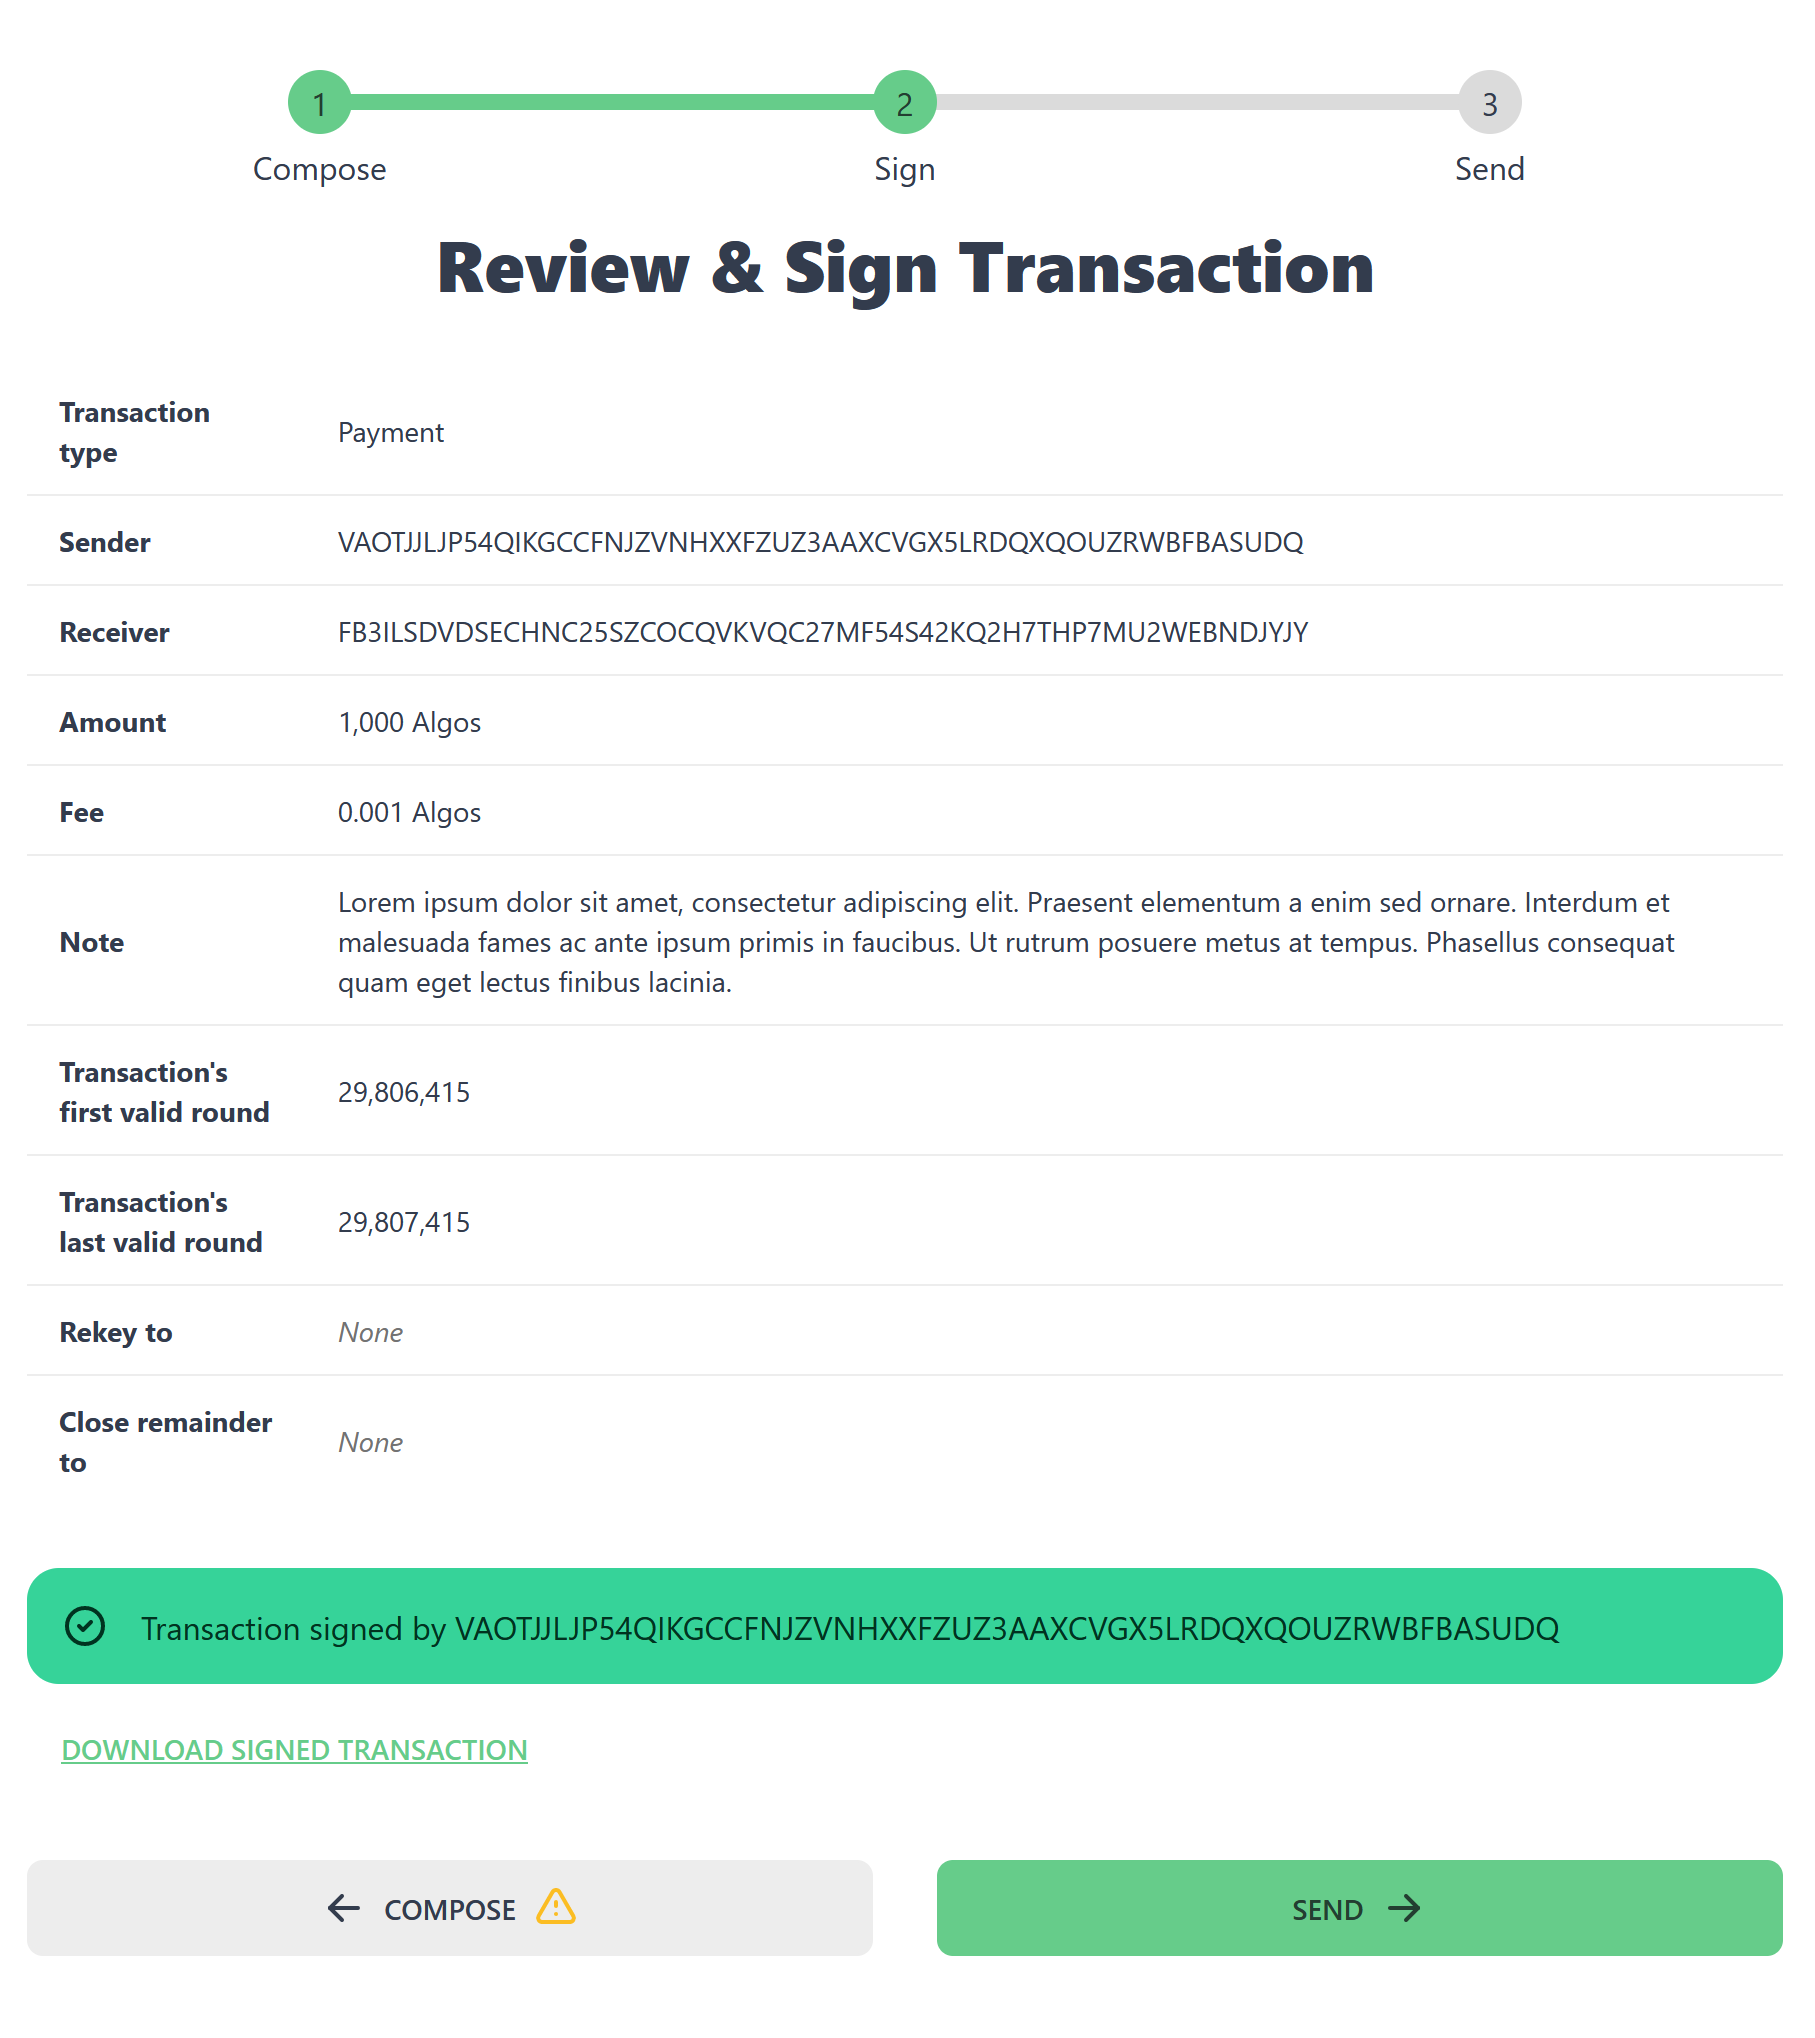 1 2 3
Compose Sign Send
Review & Sign Transaction
Transaction
type
Payment
Sender VAOTJJLJP54QIKGCCFNJZVNHXXFZUZ3AAXCVGX5LRDQXQOUZRWBFBASUDQ
Receiver FB3ILSDVDSECHNC25SZCOCQVKVQC27MF54S42KQ2H7THP7MU2WEBNDJYJY
Amount 1,000 Algos
Fee 0.001 Algos
Note
Lorem ipsum dolor sit amet, consectetur adipiscing elit. Praesent elementum a enim sed ornare. Interdum et
malesuada fames ac ante ipsum primis in faucibus. Ut rutrum posuere metus at tempus. Phasellus consequat
quam eget lectus finibus lacinia.
Transaction's
first valid round
29,806,415
Transaction's
last valid round
29,807,415
Rekey to None
Close remainder
to
None
Transaction signed by VAOTJJLJP54QIKGCCFNJZVNHXXFZUZ3AAXCVGX5LRDQXQOUZRWBFBASUDQ
DOWNLOAD SIGNED TRANSACTION
COMPOSE SEND